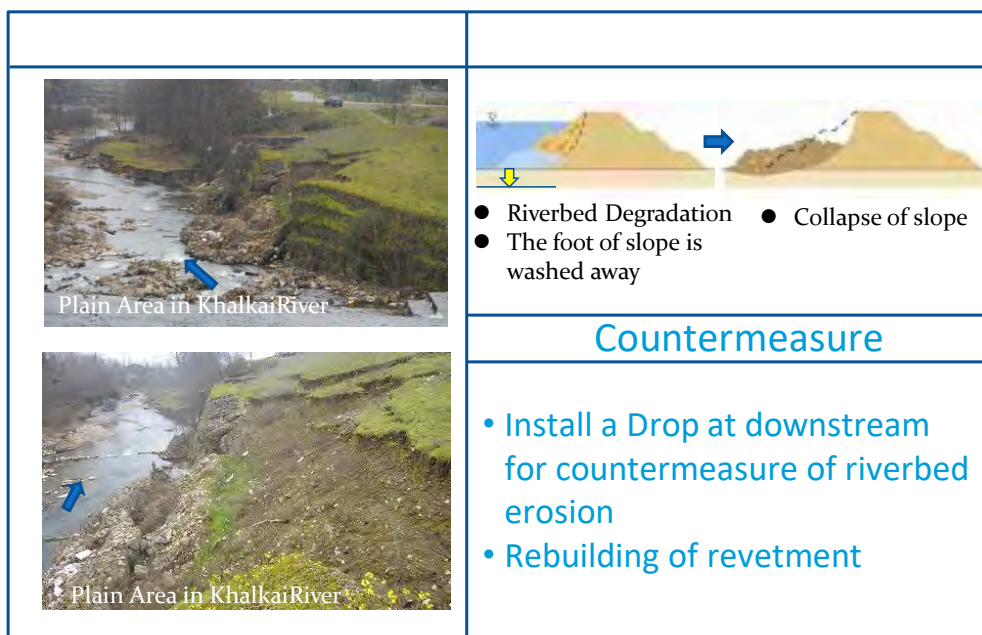 Plain Area in KhalkaiRiver
Plain Area in KhalkaiRiver
● Riverbed Degradation
● The foot of slope is
washed away
● Collapse of slope
Countermeasure
• Install a Drop at downstream
for countermeasure of riverbed
erosion
• Rebuilding of revetment